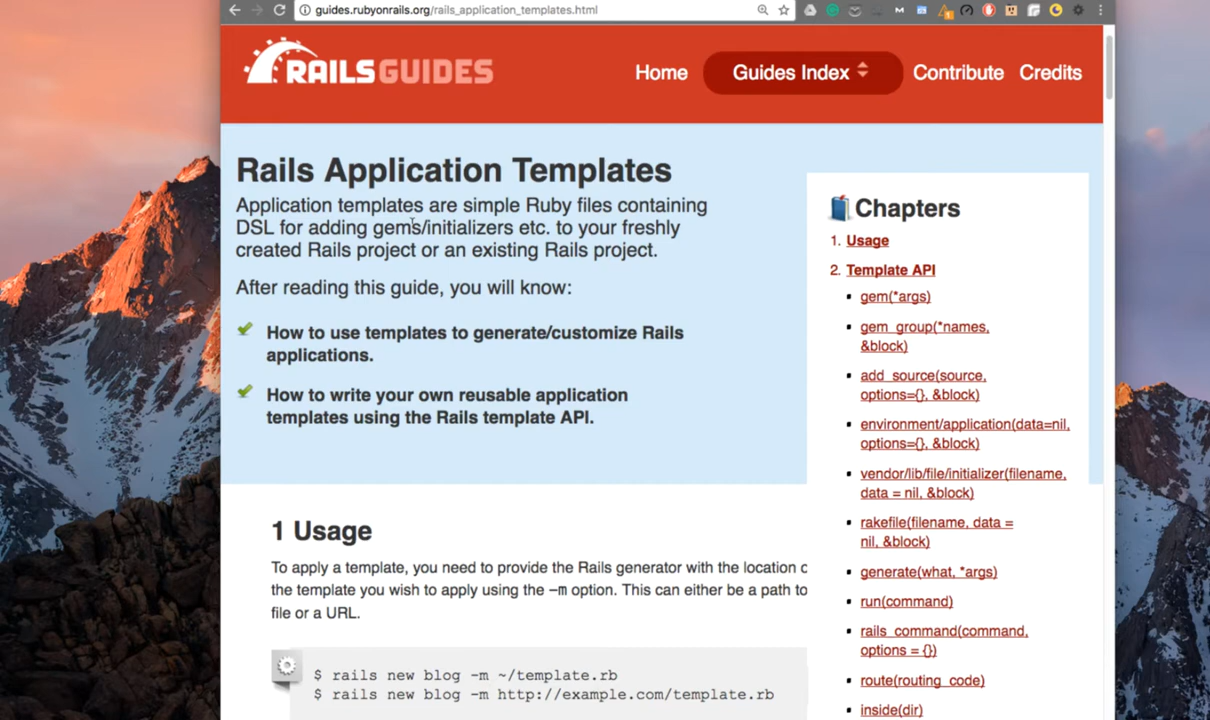 guides.rubyonrails.org/rails_application_templates.html
RAILSGUIDES
Home
Guides Index
Contribute
Credits
Rails Application Templates
Application templates are simple Ruby files containing
DSL for adding gems/initializers etc. to your freshly
created Rails project or an existing Rails project.
After reading this guide, you will know:
How to use templates to generate/customize Rails
applications.
How to write your own reusable application
templates using the Rails template API.
1 Usage
To apply a template, you need to provide the Rails generator with the location o
the template you wish to apply using the -m option. This can either be a path to
file or a URL.
$ rails new blog -m ~/template.rb
$ rails new blog -m http://example.com/template.rb
Chapters
1. Usage
2. Template API
gem(*args)
gem_group(*names,
&block)
add_source(source,
options={}, &block)
environment/application(data=nil,
options={}, &block)
vendor/lib/file/initializer(filename,
data = nil, &block)
rakefile(filename, data =
nil, &block)
generate(what, *args)
run(command)
rails_command(command,
options = {})
route(routing_code)
inside(dir)